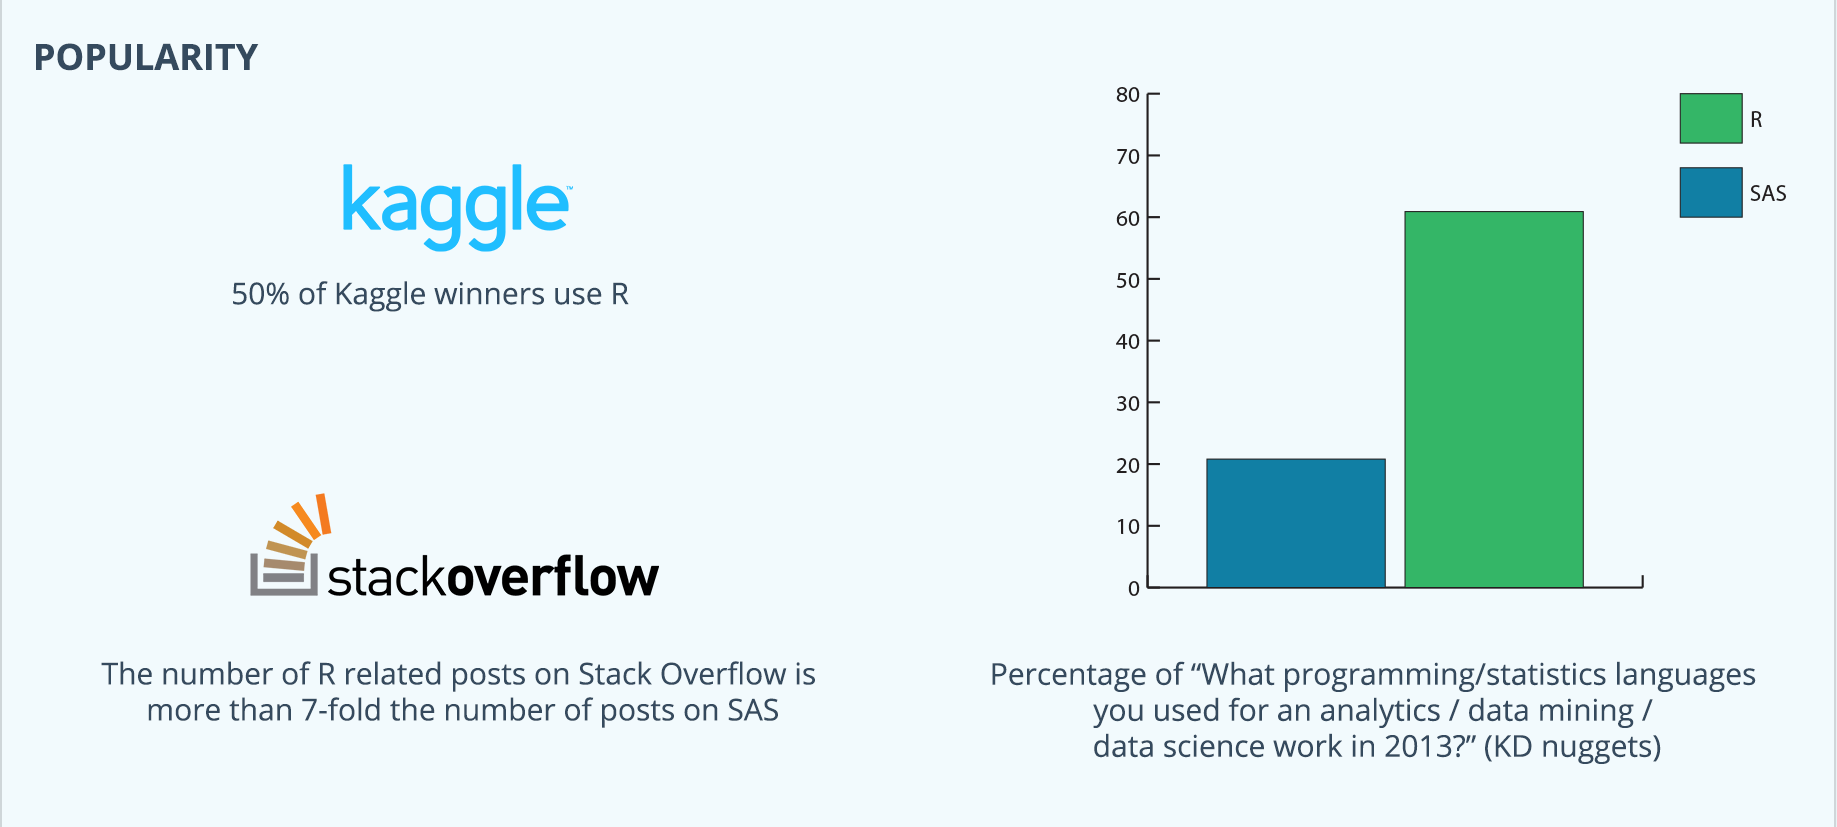 POPULARITY
kaggle™
50% of Kaggle winners use R
stackoverflow
The number of R related posts on Stack Overflow is
more than 7-fold the number of posts on SAS
80
70
60
50
40
30
20
10
0
R
SAS
Percentage of “What programming/statistics languages
you used for an analytics / data mining /
data science work in 2013?” (KD nuggets)